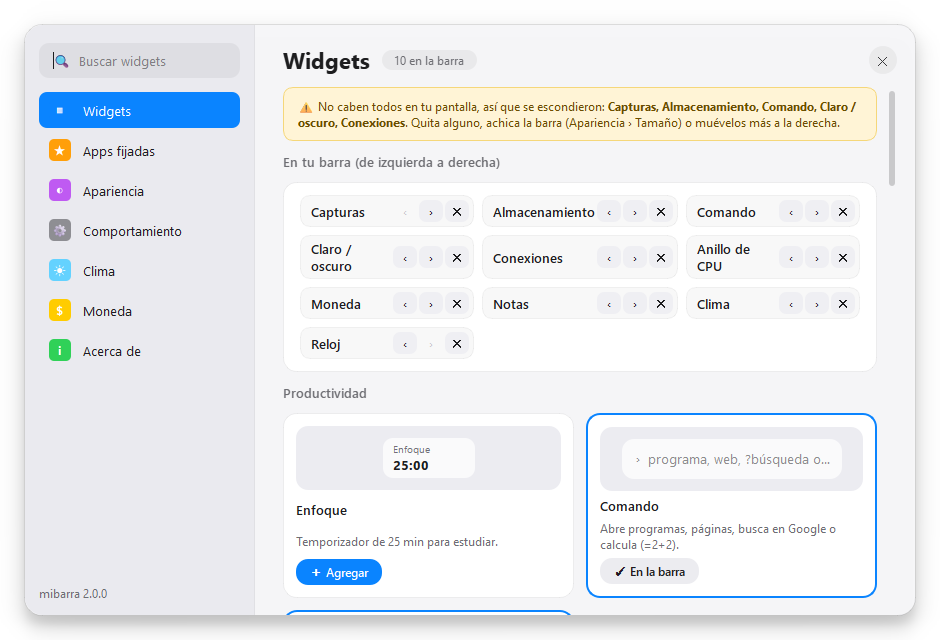 Buscar widgets
Widgets
Apps fijadas
Apariencia
Comportamiento
Clima
$ Moneda
i Acerca de
mibarra 2.0.0
Widgets
10 en la barra
⚠ No caben todos en tu pantalla, así que se escondieron: Capturas, Almacenamiento, Comando, Claro /
oscuro, Conexiones. Quita alguno, achica la barra (Apariencia › Tamaño) o muévelos más a la derecha.
En tu barra (de izquierda a derecha)
Capturas ‹ › ✕
Almacenamiento ‹ › ✕
Comando ‹ › ✕
Claro /
oscuro ‹ › ✕
Conexiones ‹ › ✕
Anillo de
CPU ‹ › ✕
Moneda ‹ › ✕
Notas ‹ › ✕
Clima ‹ › ✕
Reloj ‹ › ✕
Productividad
Enfoque
25:00
Enfoque
Temporizador de 25 min para estudiar.
+ Agregar
› programa, web, ?búsqueda o...
Comando
Abre programas, páginas, busca en Google o
calcula (=2+2).
✓ En la barra